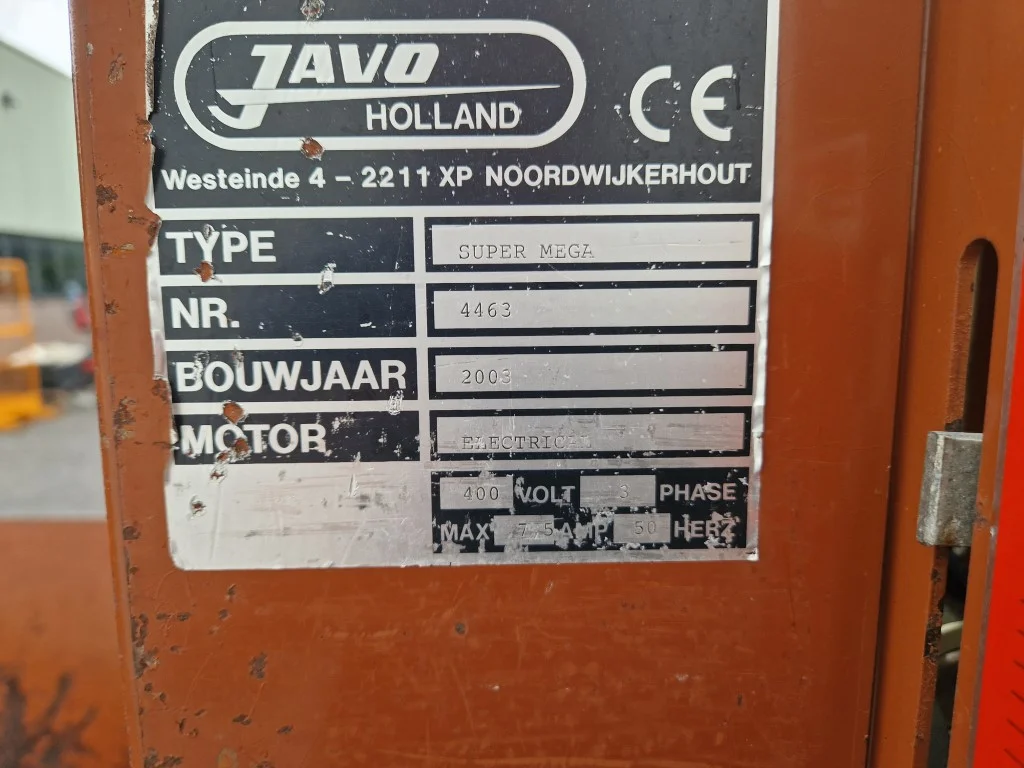 JAVO
HOLLAND
CE
Westeinde 4 - 2211 XP NOORDWIJKERHOUT
TYPE SUPER MEGA
NR. 4463
BOUWJAAR 2003
MOTOR ELECTRICAL
400 VOLT 3 PHASE
MAX 7,5 AMP 50 HERZ